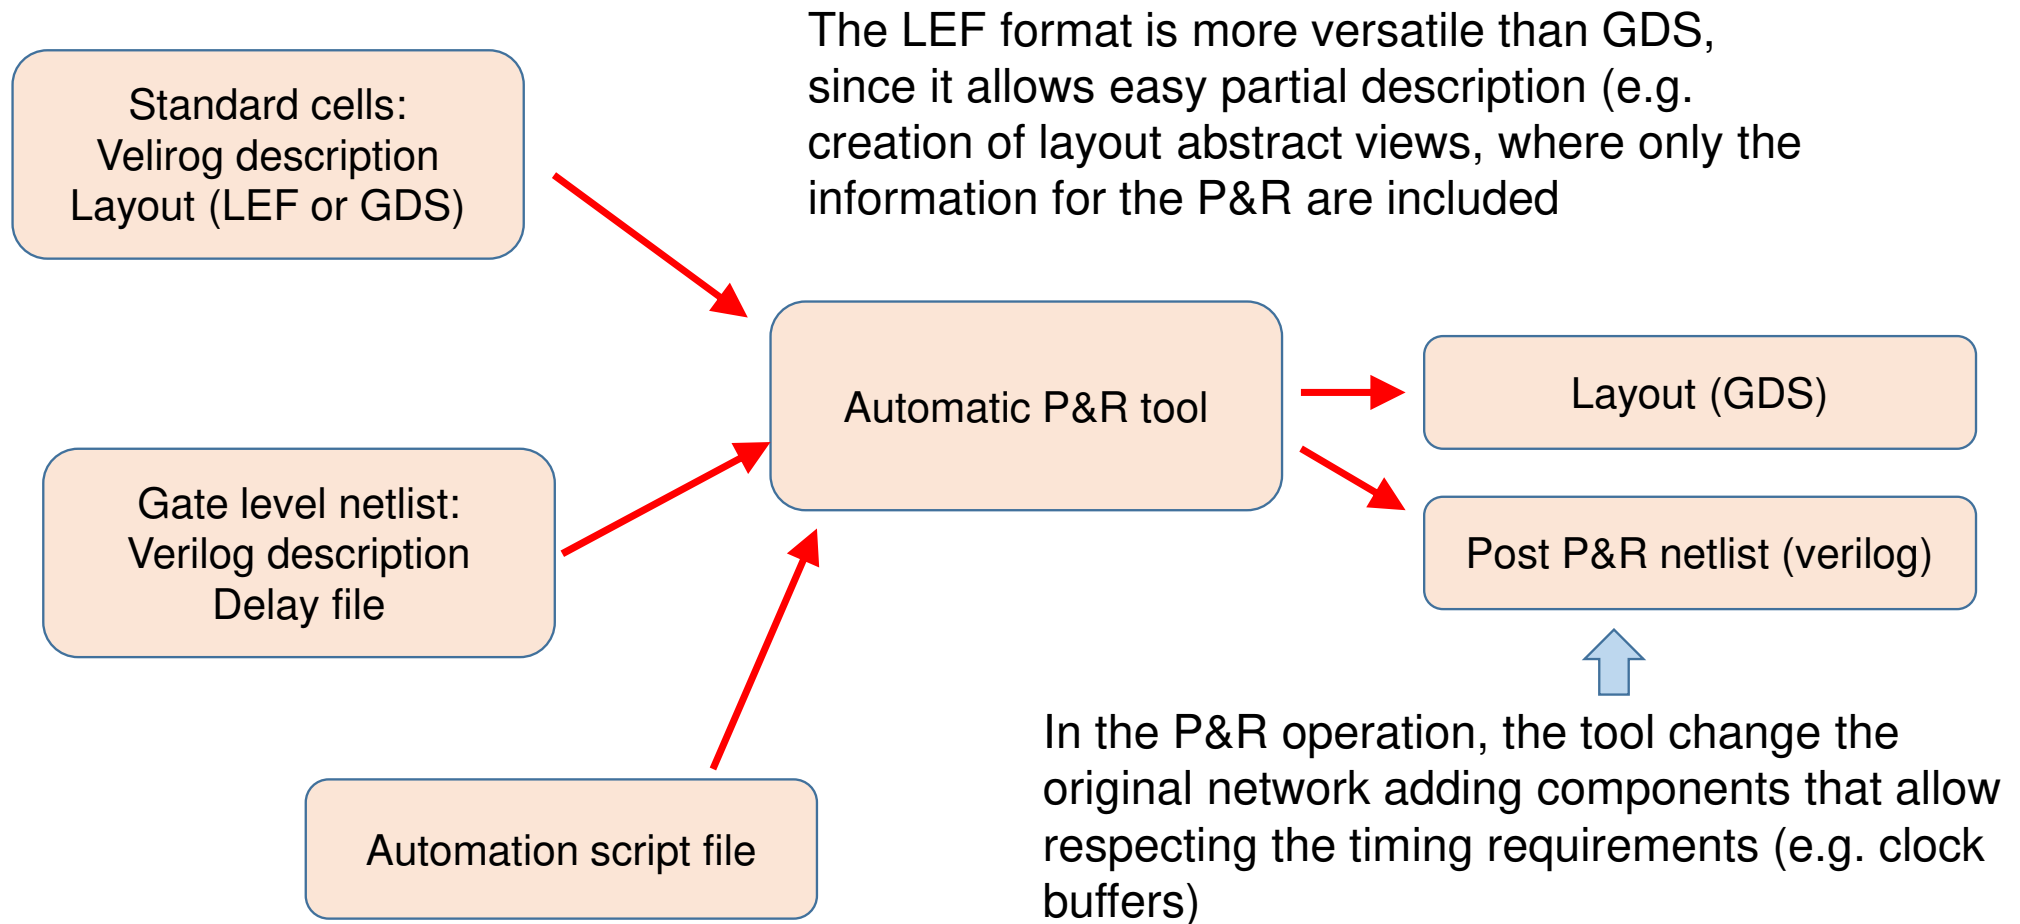 The LEF format is more versatile than GDS,
since it allows easy partial description (e.g.
creation of layout abstract views, where only the
information for the P&R are included
Standard cells:
Velirog description
Layout (LEF or GDS)
Automatic P&R tool
Layout (GDS)
Gate level netlist:
Verilog description
Delay file
Post P&R netlist (verilog)
In the P&R operation, the tool change the
original network adding components that allow
respecting the timing requirements (e.g. clock
buffers)
Automation script file